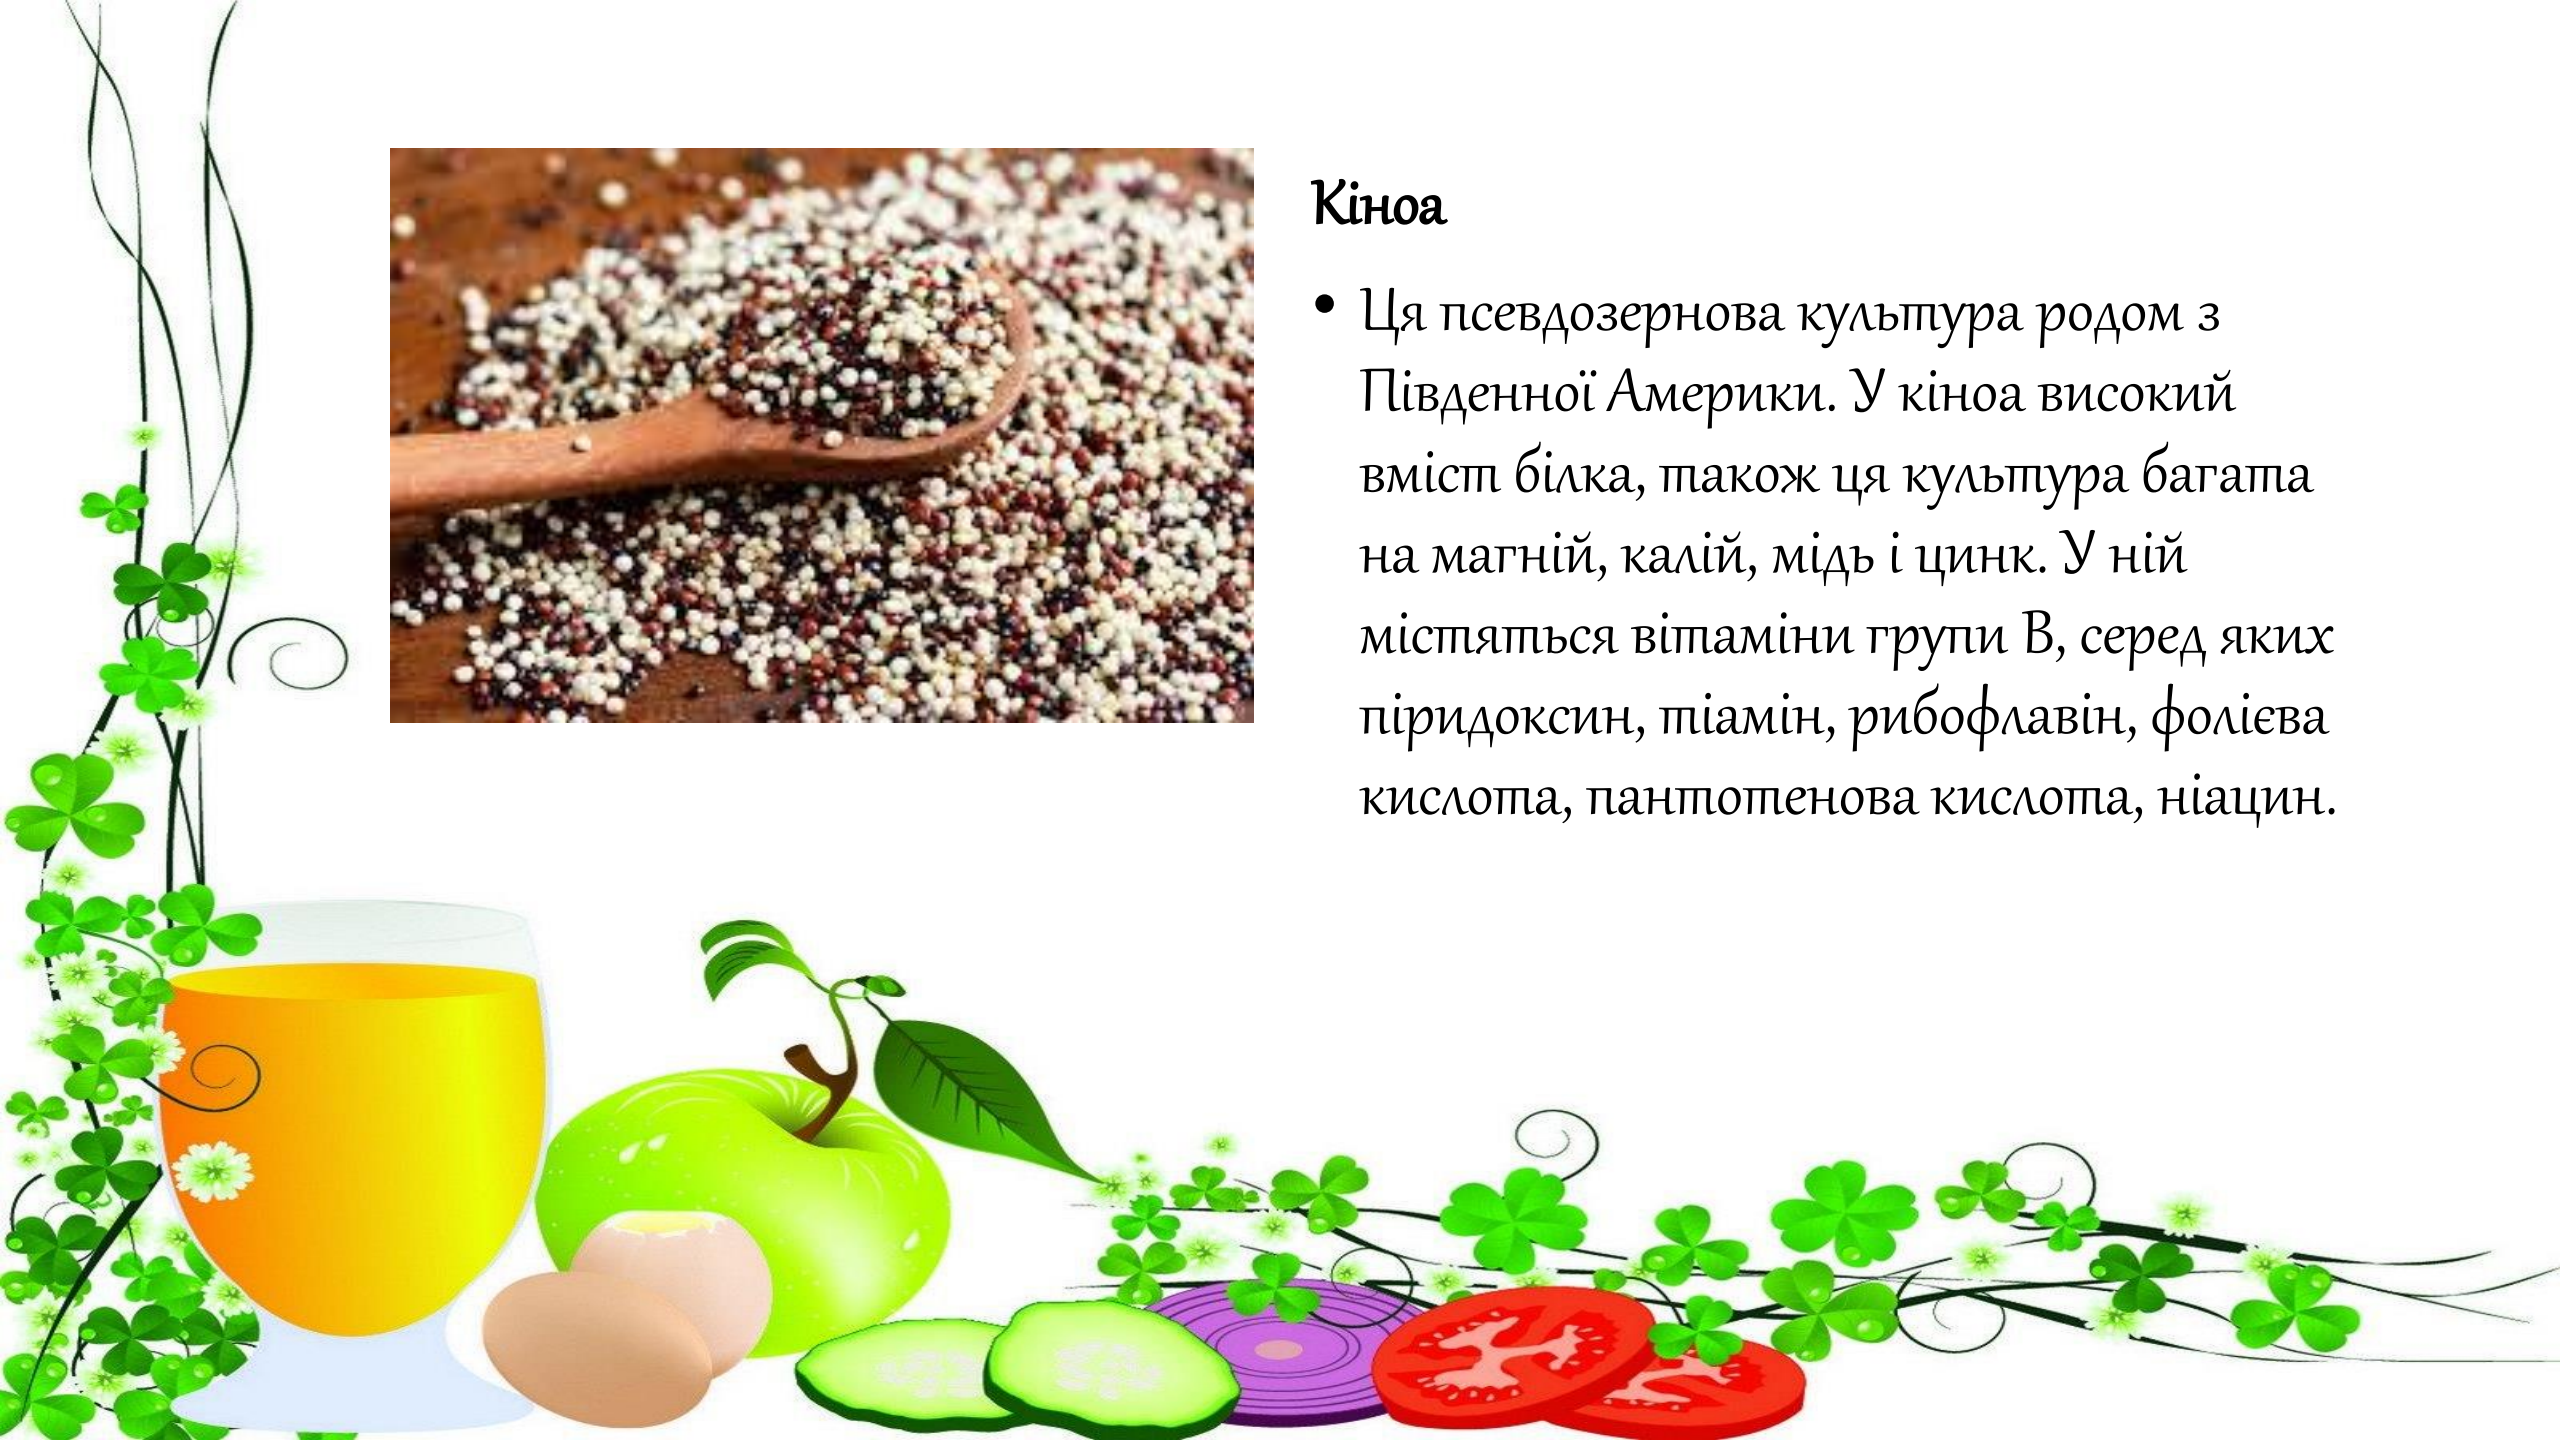 Кіноа
• Ця псевдозернова культура родом з
Південної Америки. У кіноа високий
вміст білка, також ця культура багата
на магній, калій, мідь і цинк. У ній
містяться вітаміни групи В, серед яких
піридоксин, тіамін, рибофлавін, фолієва
кислота, пантотенова кислота, ніацин.